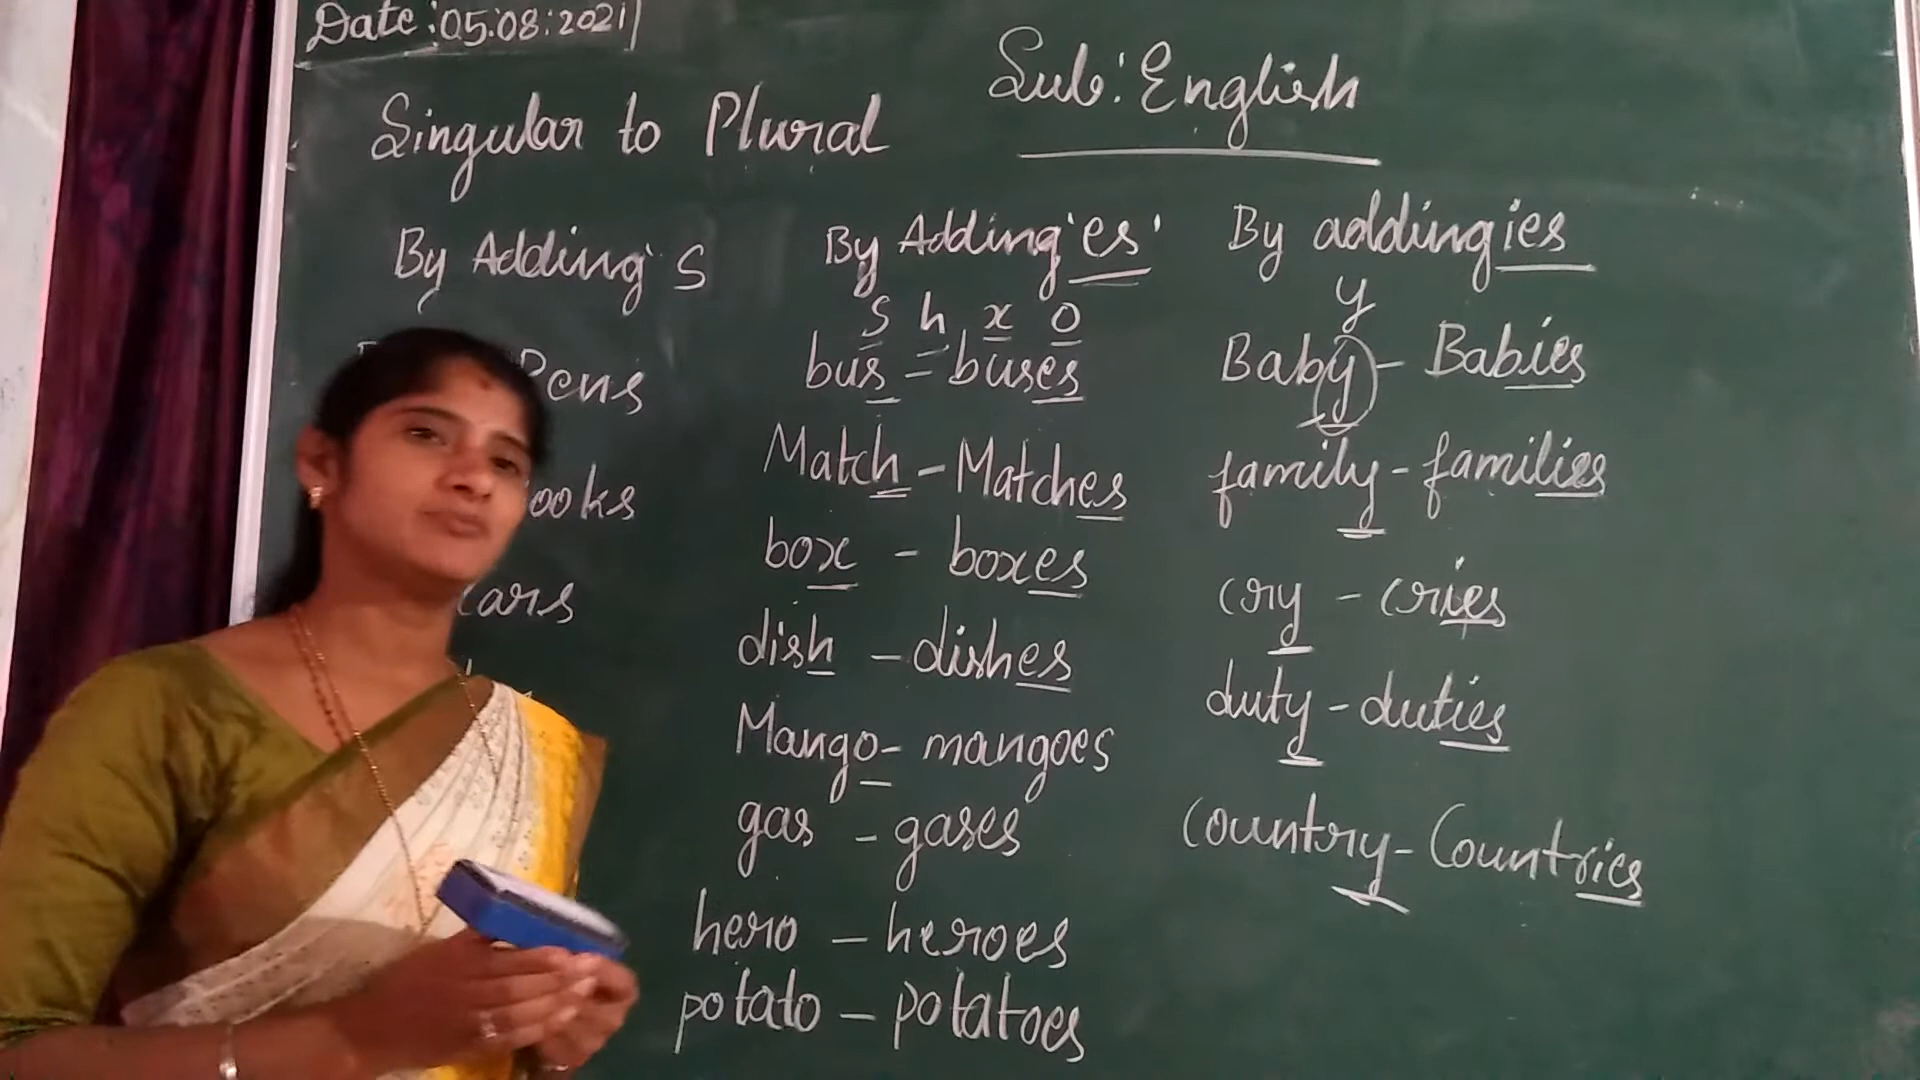 Date: 05:08:2021
Sub: English
Singular to Plural
By Adding' S
Pens
ooks
cars
By Adding 'es'
s h x o
bus = buses
Match - Matches
box - boxes
dish - dishes
Mango - mangoes
gas - gases
hero - heroes
potato - potatoes
By adding ies
y
Baby - Babies
family - families
cry - cries
duty - duties
Country - Countries